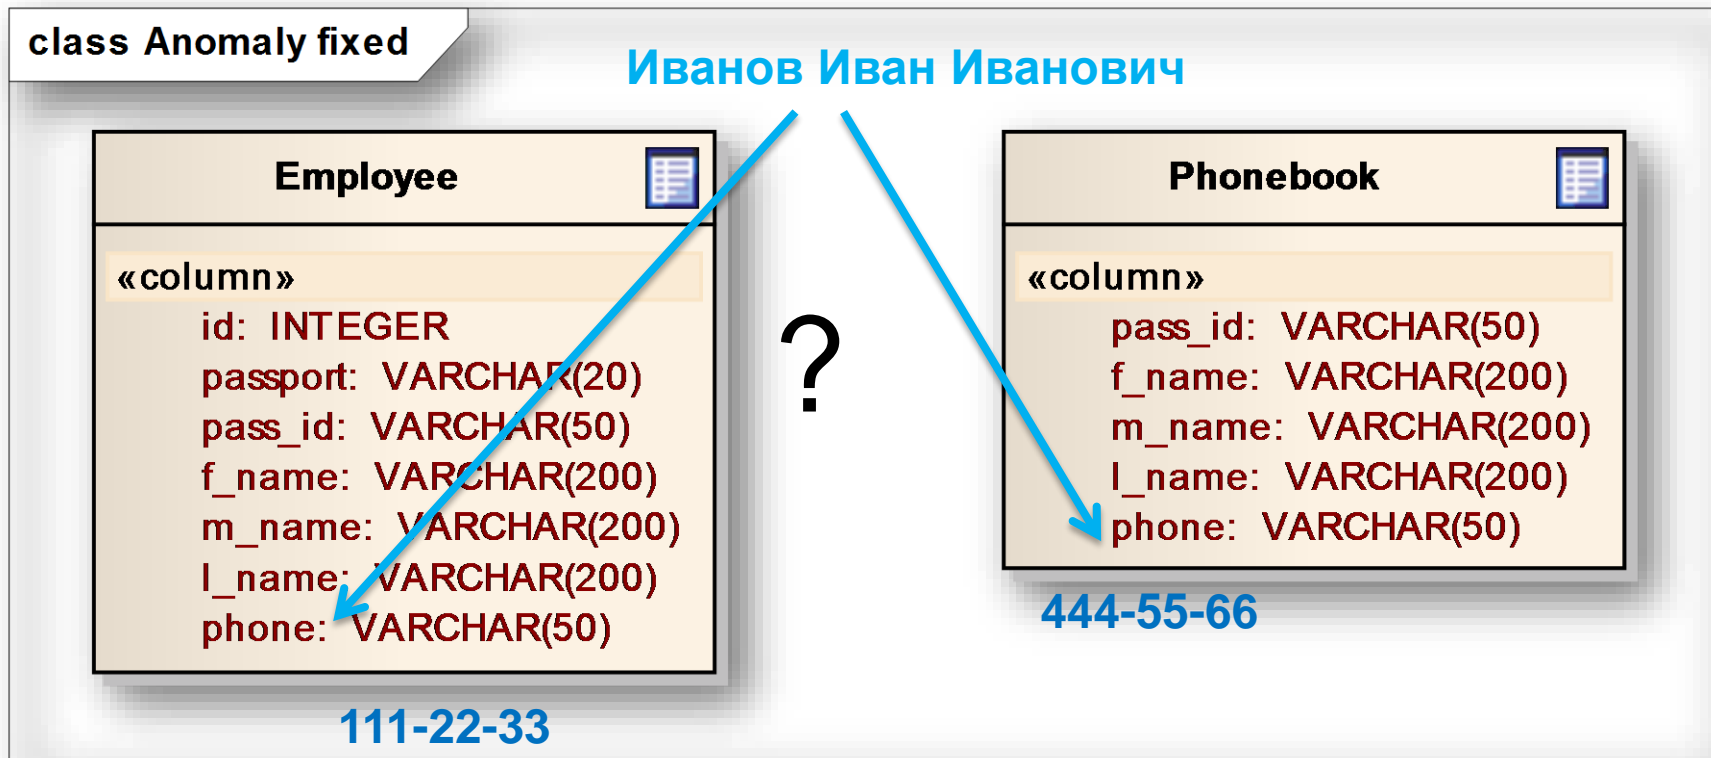 class Anomaly fixed
Иванов Иван Иванович
Employee
«column»
id: INTEGER
passport: VARCHAR(20)
pass_id: VARCHAR(50)
f_name: VARCHAR(200)
m_name: VARCHAR(200)
l_name: VARCHAR(200)
phone: VARCHAR(50)
111-22-33
?
Phonebook
«column»
pass_id: VARCHAR(50)
f_name: VARCHAR(200)
m_name: VARCHAR(200)
l_name: VARCHAR(200)
phone: VARCHAR(50)
444-55-66